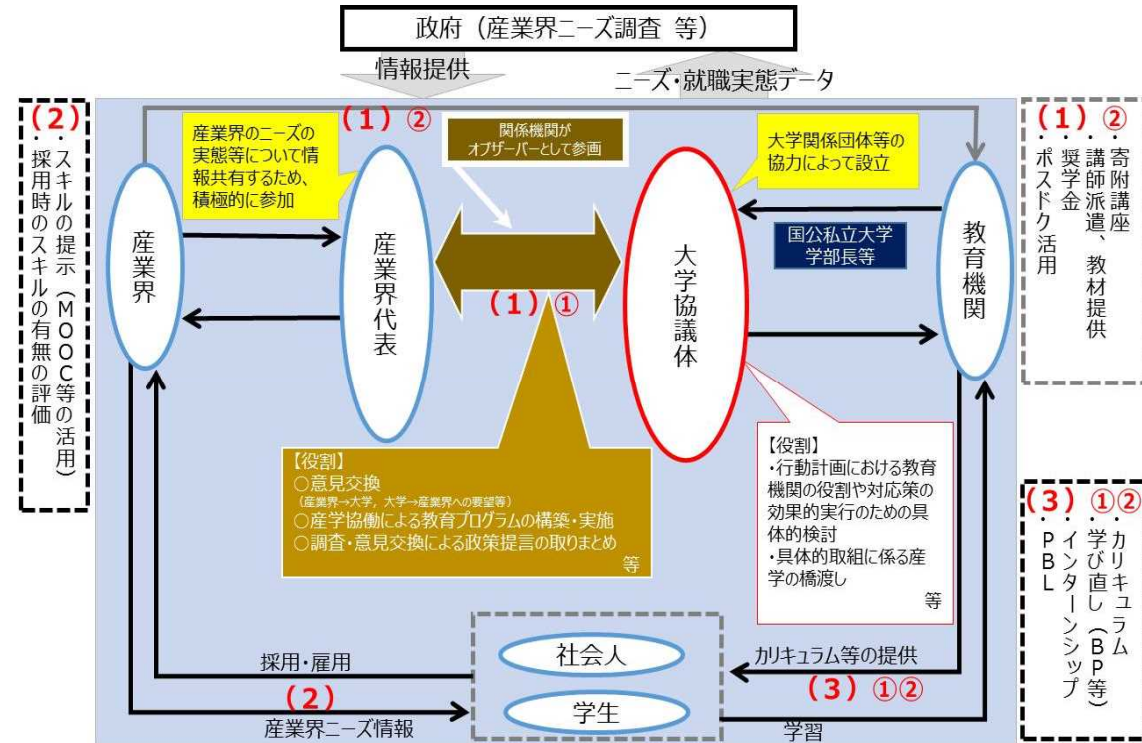 政府（産業界ニーズ調査 等）
情報提供
ニーズ・就職実態データ
（2）
・スキルの提示（ＭＯＯＣ等の活用）
・採用時のスキルの有無の評価
産業界のニーズの
実態等について情
報共有するため、
積極的に参加
（1）②
関係機関が
オブザーバーとして参画
大学関係団体等の
協力によって設立
（1）②
・寄附講座
・講師派遣、教材提供
・奨学金
・ポスドク活用
産業界
産業界代表
（1）①
大学協議体
国公私立大学
学部長等
教育機関
【役割】
○意見交換
（産業界→大学，大学→産業界への要望等）
○産学協働による教育プログラムの構築・実施
○調査・意見交換による政策提言の取りまとめ
等
【役割】
・行動計画における教育
機関の役割や対応策の
効果的実行のための具
体的検討
・具体的取組に係る産
学の橋渡し
等
（3）①②
・カリキュラム
・学び直し（ＢＰ等）
・インターンシップ
・ＰＢＬ
採用・雇用
（2）
産業界ニーズ情報
社会人
学生
カリキュラム等の提供
（3）①②
学習